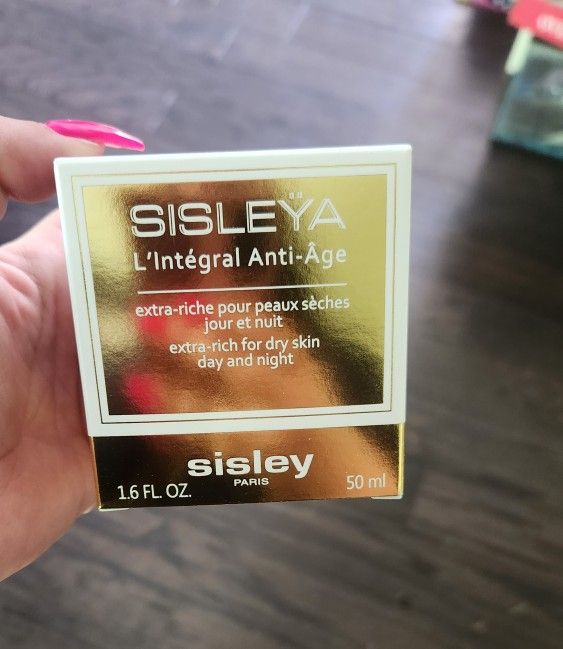 SISLEŸA
L'Intégral Anti-Âge
extra-riche pour peaux sèches
jour et nuit
extra-rich for dry skin
day and night
sisley
PARIS
1.6 FL. OZ.
50 ml